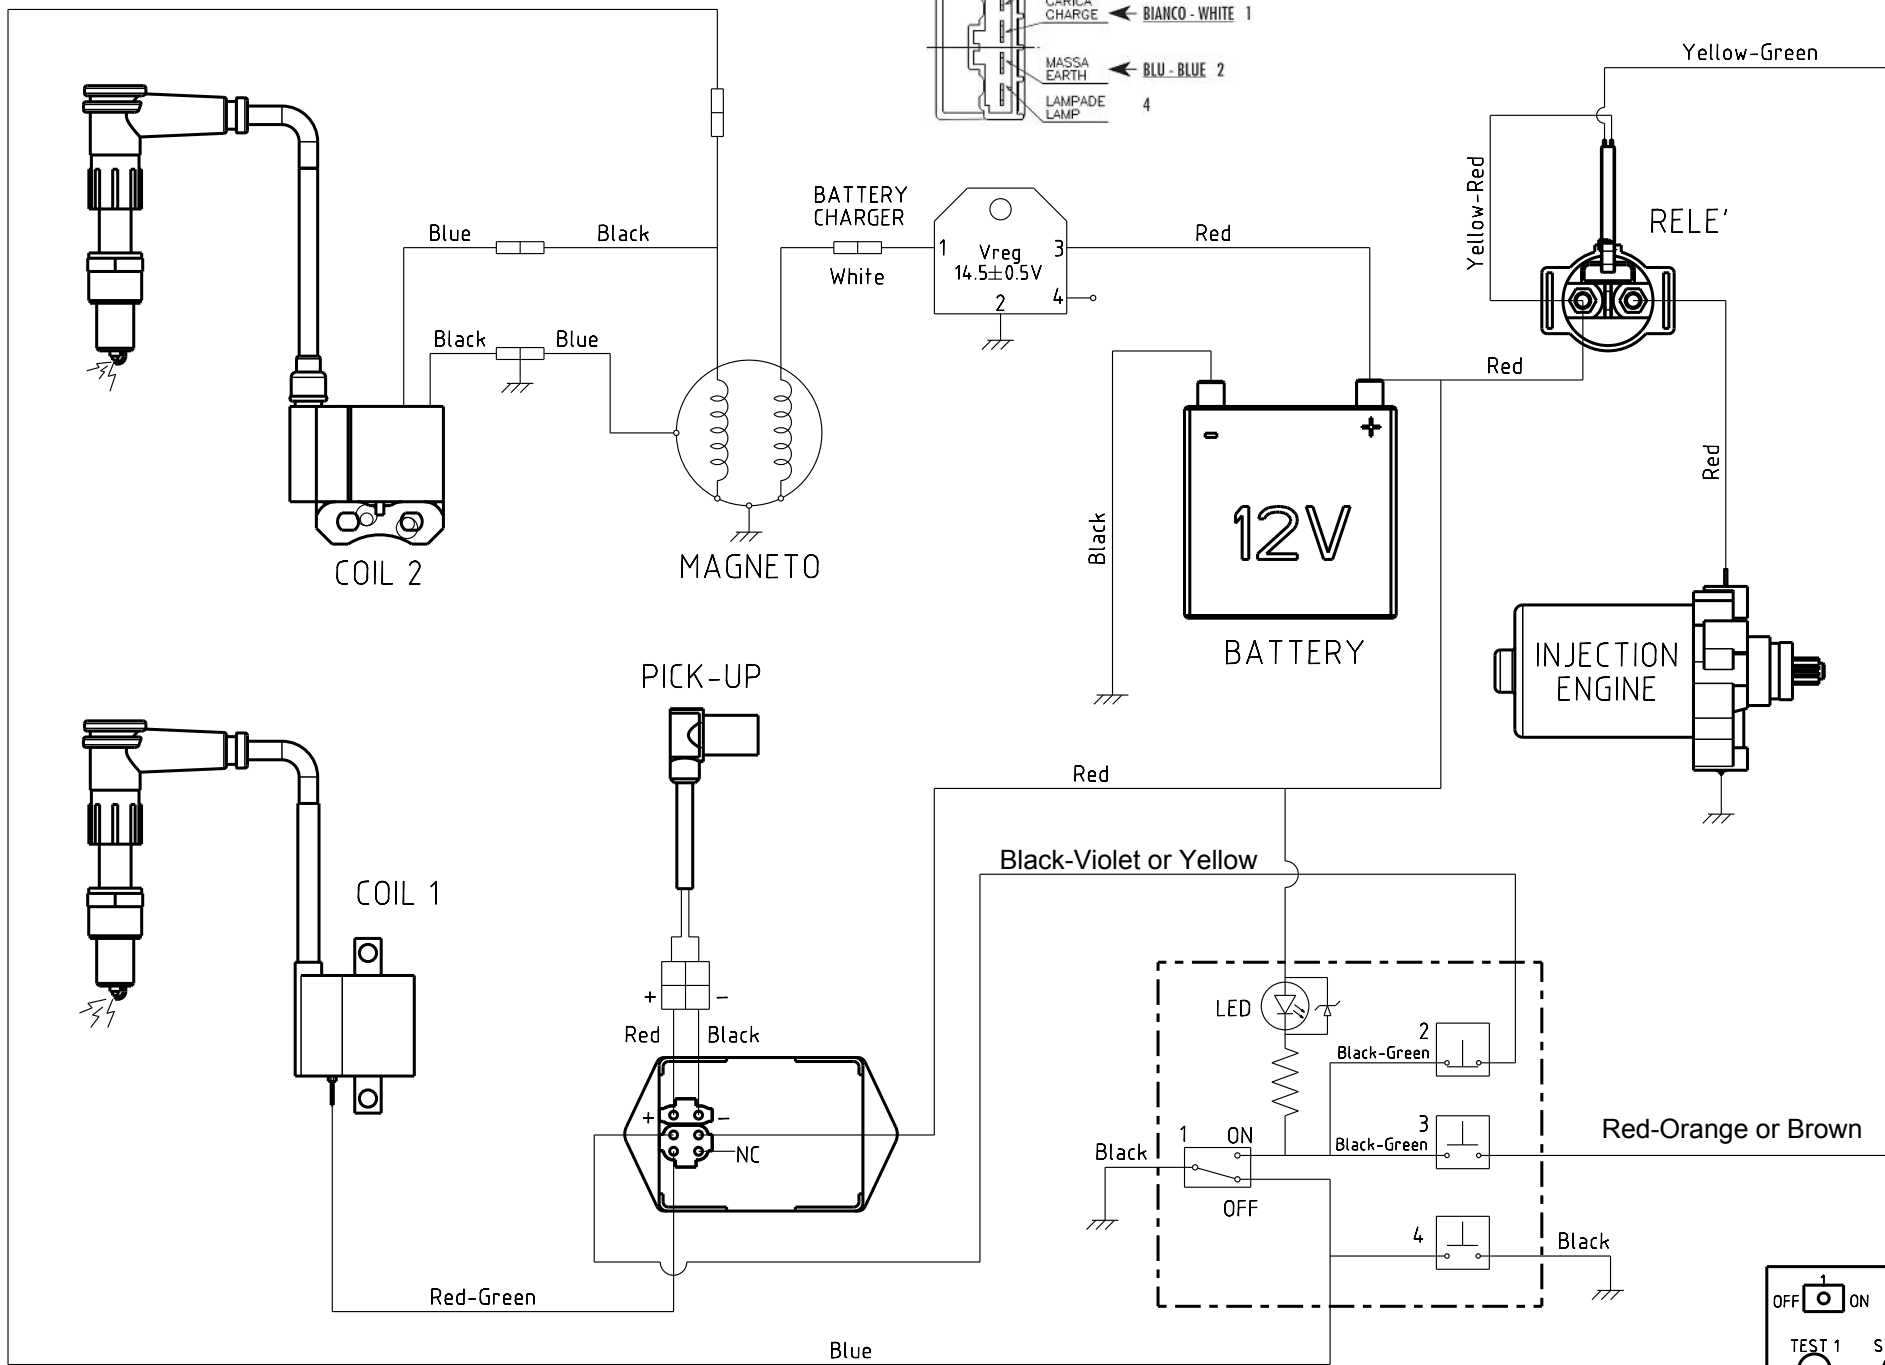 CARICA
CHARGE
BIANCO - WHITE 1
MASSA
EARTH
BLU - BLUE 2
LAMPADE
LAMP
4
Yellow-Green
Yellow-Red
RELE'
BATTERY
CHARGER
White
1
Vreg
14.5±0.5V
2
3
4
Red
Blue
Black
Black
Blue
Red
Red
COIL 2
MAGNETO
Black
-
+
12V
BATTERY
INJECTION
ENGINE
PICK-UP
Red
Black-Violet or Yellow
COIL 1
+
-
Red
Black
+
-
NC
LED
2
Black-Green
3
Black-Green
Red-Orange or Brown
1
ON
Black
OFF
4
Black
Red-Green
Blue
1
OFF
ON
TEST 1